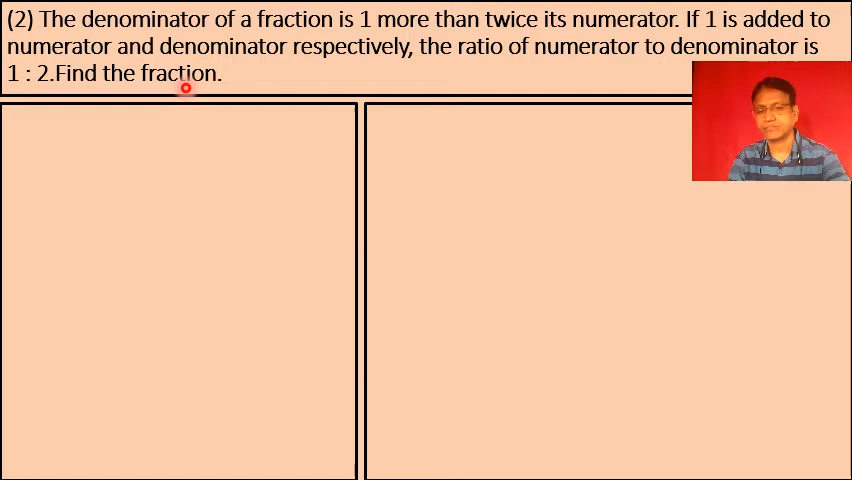 (2) The denominator of a fraction is 1 more than twice its numerator. If 1 is added to
numerator and denominator respectively, the ratio of numerator to denominator is
1 : 2.Find the fraction.